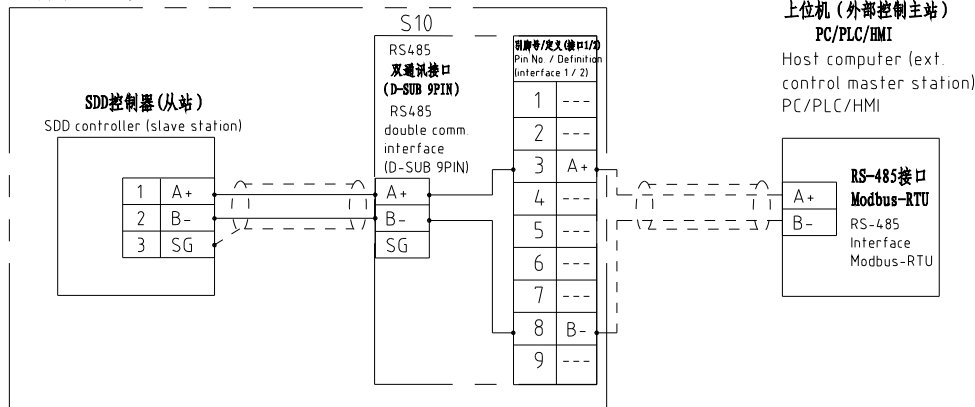 S10
RS485
双通讯接口
(D-SUB 9PIN)
RS485
double comm.
interface
(D-SUB 9PIN)
A+
B-
SG
SDD控制器(从站)
SDD controller (slave station)
1 A+
2 B-
3 SG
引脚号/定义(接口1/2)
Pin No. / Definition
(interface 1 / 2)
1 ---
2 ---
3 A+
4 ---
5 ---
6 ---
7 ---
8 B-
9 ---
上位机(外部控制主站)
PC/PLC/HMI
Host computer (ext.
control master station)
PC/PLC/HMI
A+
B-
RS-485接口
Modbus-RTU
RS-485
Interface
Modbus-RTU